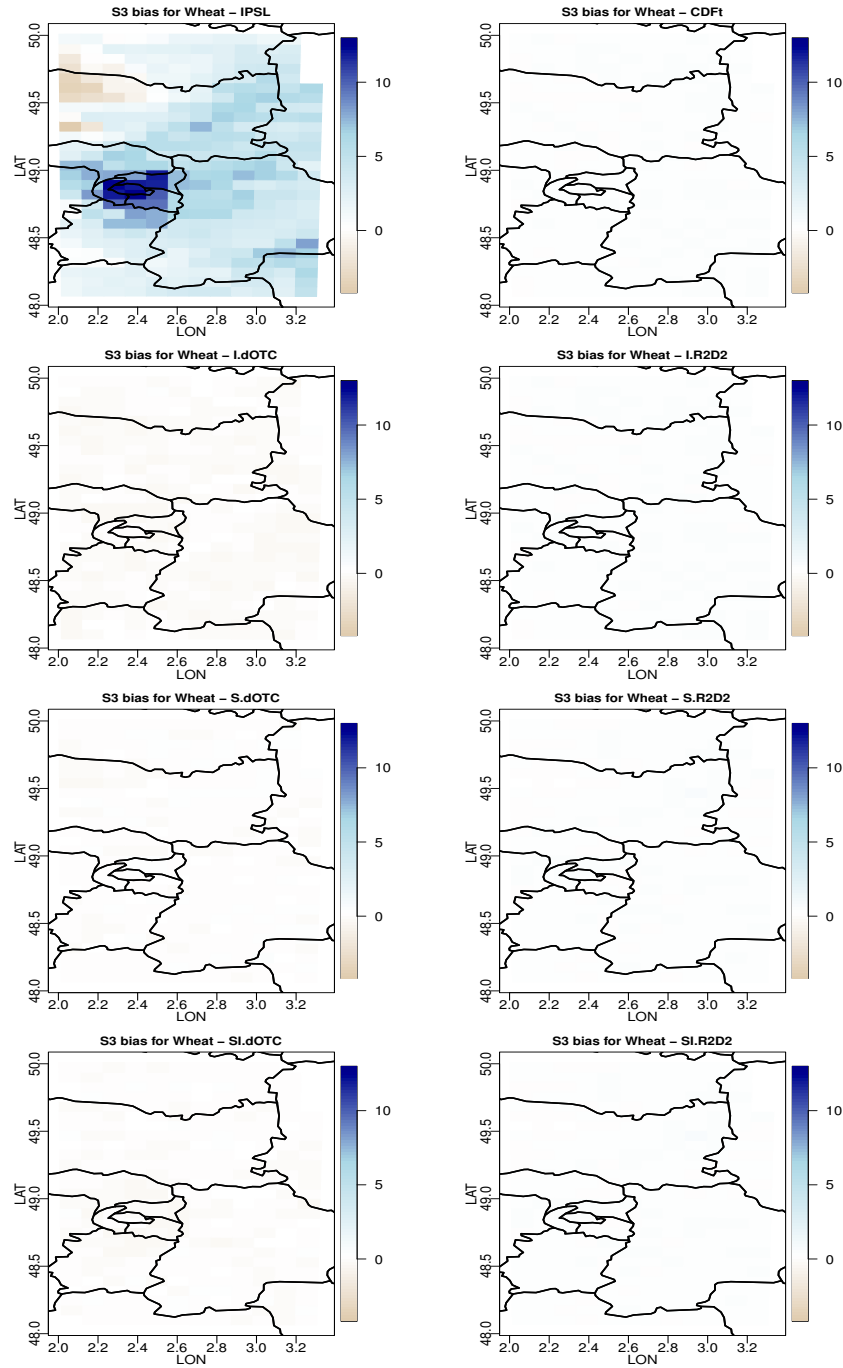 S3 bias for Wheat − IPSL
50.0
49.5
49.0
48.5
48.0
LAT
2.0 2.2 2.4 2.6 2.8 3.0 3.2
LON
10
5
0
S3 bias for Wheat − CDFt
50.0
49.5
49.0
48.5
48.0
LAT
2.0 2.2 2.4 2.6 2.8 3.0 3.2
LON
10
5
0
S3 bias for Wheat − I.dOTC
50.0
49.5
49.0
48.5
48.0
LAT
2.0 2.2 2.4 2.6 2.8 3.0 3.2
LON
10
5
0
S3 bias for Wheat − I.R2D2
50.0
49.5
49.0
48.5
48.0
LAT
2.0 2.2 2.4 2.6 2.8 3.0 3.2
LON
10
5
0
S3 bias for Wheat − S.dOTC
50.0
49.5
49.0
48.5
48.0
LAT
2.0 2.2 2.4 2.6 2.8 3.0 3.2
LON
10
5
0
S3 bias for Wheat − S.R2D2
50.0
49.5
49.0
48.5
48.0
LAT
2.0 2.2 2.4 2.6 2.8 3.0 3.2
LON
10
5
0
S3 bias for Wheat − SI.dOTC
50.0
49.5
49.0
48.5
48.0
LAT
2.0 2.2 2.4 2.6 2.8 3.0 3.2
LON
10
5
0
S3 bias for Wheat − SI.R2D2
50.0
49.5
49.0
48.5
48.0
LAT
2.0 2.2 2.4 2.6 2.8 3.0 3.2
LON
10
5
0